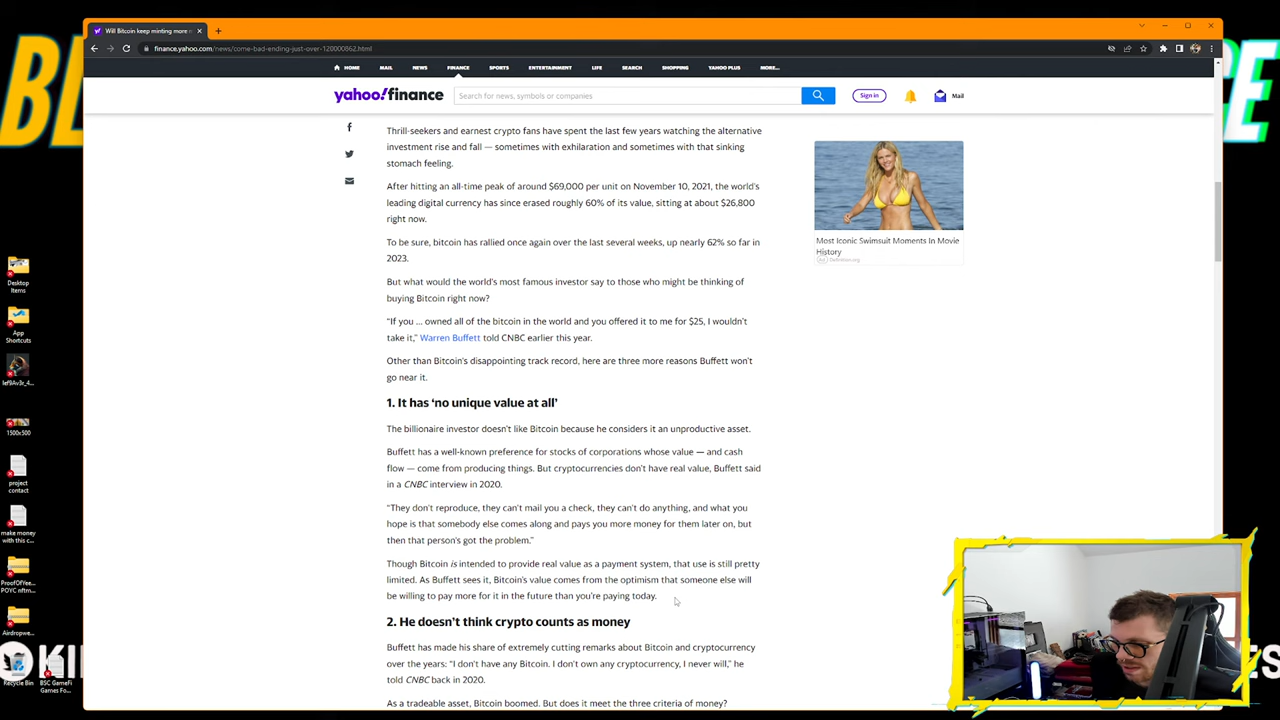 Will Bitcoin keep minting more
finance.yahoo.com/news/come-bad-ending-just-over-120000862.html
HOME MAIL NEWS FINANCE SPORTS ENTERTAINMENT LIFE SEARCH SHOPPING YAHOO PLUS MORE...
yahoo!finance
Search for news, symbols or companies
Sign in
Mail
Thrill-seekers and earnest crypto fans have spent the last few years watching the alternative
investment rise and fall — sometimes with exhilaration and sometimes with that sinking
stomach feeling.
After hitting an all-time peak of around $69,000 per unit on November 10, 2021, the world's
leading digital currency has since erased roughly 60% of its value, sitting at about $26,800
right now.
To be sure, bitcoin has rallied once again over the last several weeks, up nearly 62% so far in
2023.
But what would the world's most famous investor say to those who might be thinking of
buying Bitcoin right now?
“If you ... owned all of the bitcoin in the world and you offered it to me for $25, I wouldn't
take it,” Warren Buffett told CNBC earlier this year.
Other than Bitcoin's disappointing track record, here are three more reasons Buffett won't
go near it.
1. It has ‘no unique value at all’
The billionaire investor doesn't like Bitcoin because he considers it an unproductive asset.
Buffett has a well-known preference for stocks of corporations whose value — and cash
flow — come from producing things. But cryptocurrencies don't have real value, Buffett said
in a CNBC interview in 2020.
“They don't reproduce, they can't mail you a check, they can't do anything, and what you
hope is that somebody else comes along and pays you more money for them later on, but
then that person's got the problem.”
Though Bitcoin is intended to provide real value as a payment system, that use is still pretty
limited. As Buffett sees it, Bitcoin's value comes from the optimism that someone else will
be willing to pay more for it in the future than you're paying today.
2. He doesn't think crypto counts as money
Buffett has made his share of extremely cutting remarks about Bitcoin and cryptocurrency
over the years: “I don't have any Bitcoin. I don't own any cryptocurrency, I never will,” he
told CNBC back in 2020.
As a tradeable asset, Bitcoin boomed. But does it meet the three criteria of money?
Most Iconic Swimsuit Moments In Movie
History
Ad Definition.org
Desktop
Items
App
Shortcuts
1500x500
project
contact
make money
with this c...
ProofOfYee...
POYC nftm...
Airdropwe...
Recycle Bin
BSC GameFi
Games Fo...